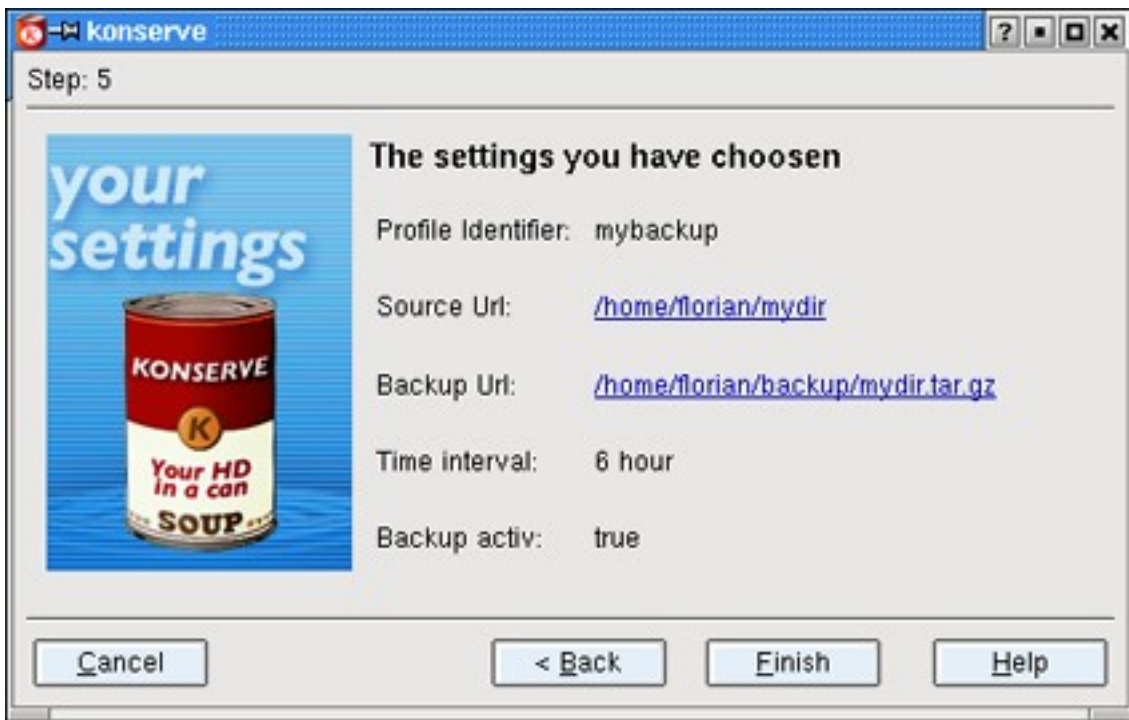 konserve
Step: 5
your
settings
KONSERVE
K
Your HD
in a can
SOUP
The settings you have choosen
Profile Identifier: mybackup
Source Url: /home/florian/mydir
Backup Url: /home/florian/backup/mydir.tar.gz
Time interval: 6 hour
Backup activ: true
Cancel < Back Finish Help